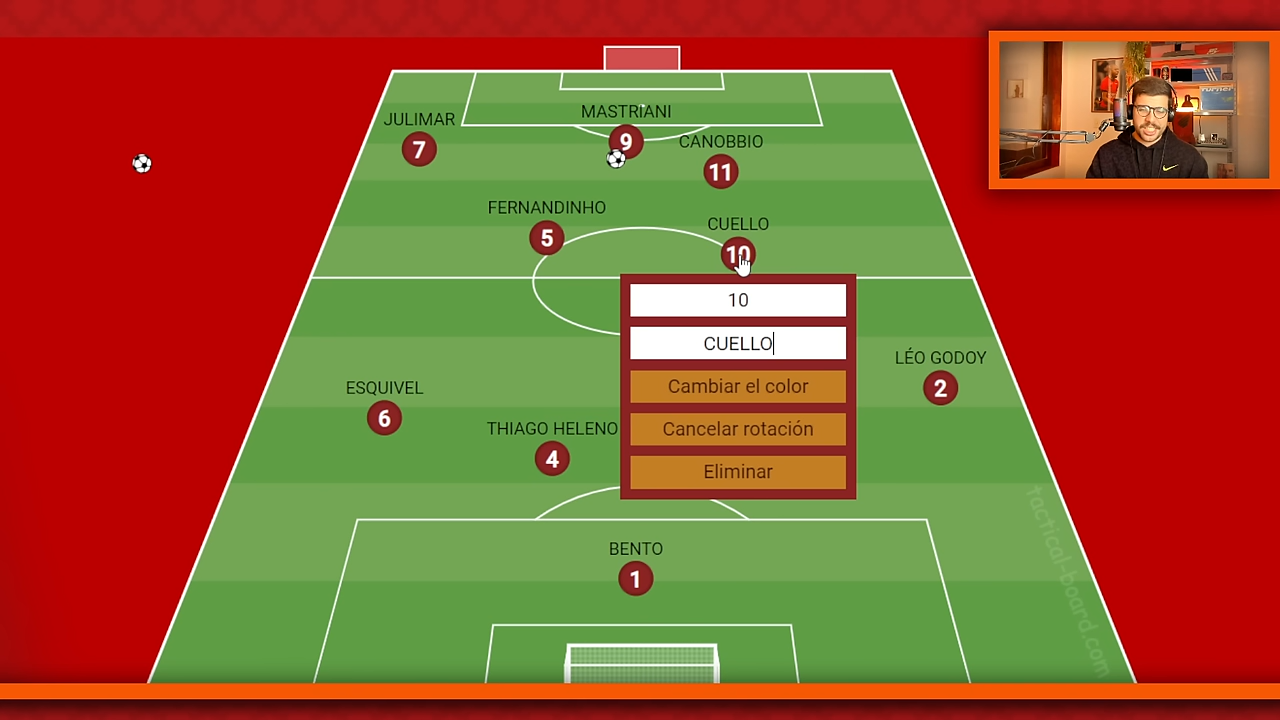 MASTRIANI
JULIMAR
9
CANOBBIO
7
11
FERNANDINHO
CUELLO
5
10
10
CUELLO
LÉO GODOY
Cambiar el color
ESQUIVEL
2
6
THIAGO HELENO
Cancelar rotación
4
Eliminar
BENTO
1
tactical-board.com